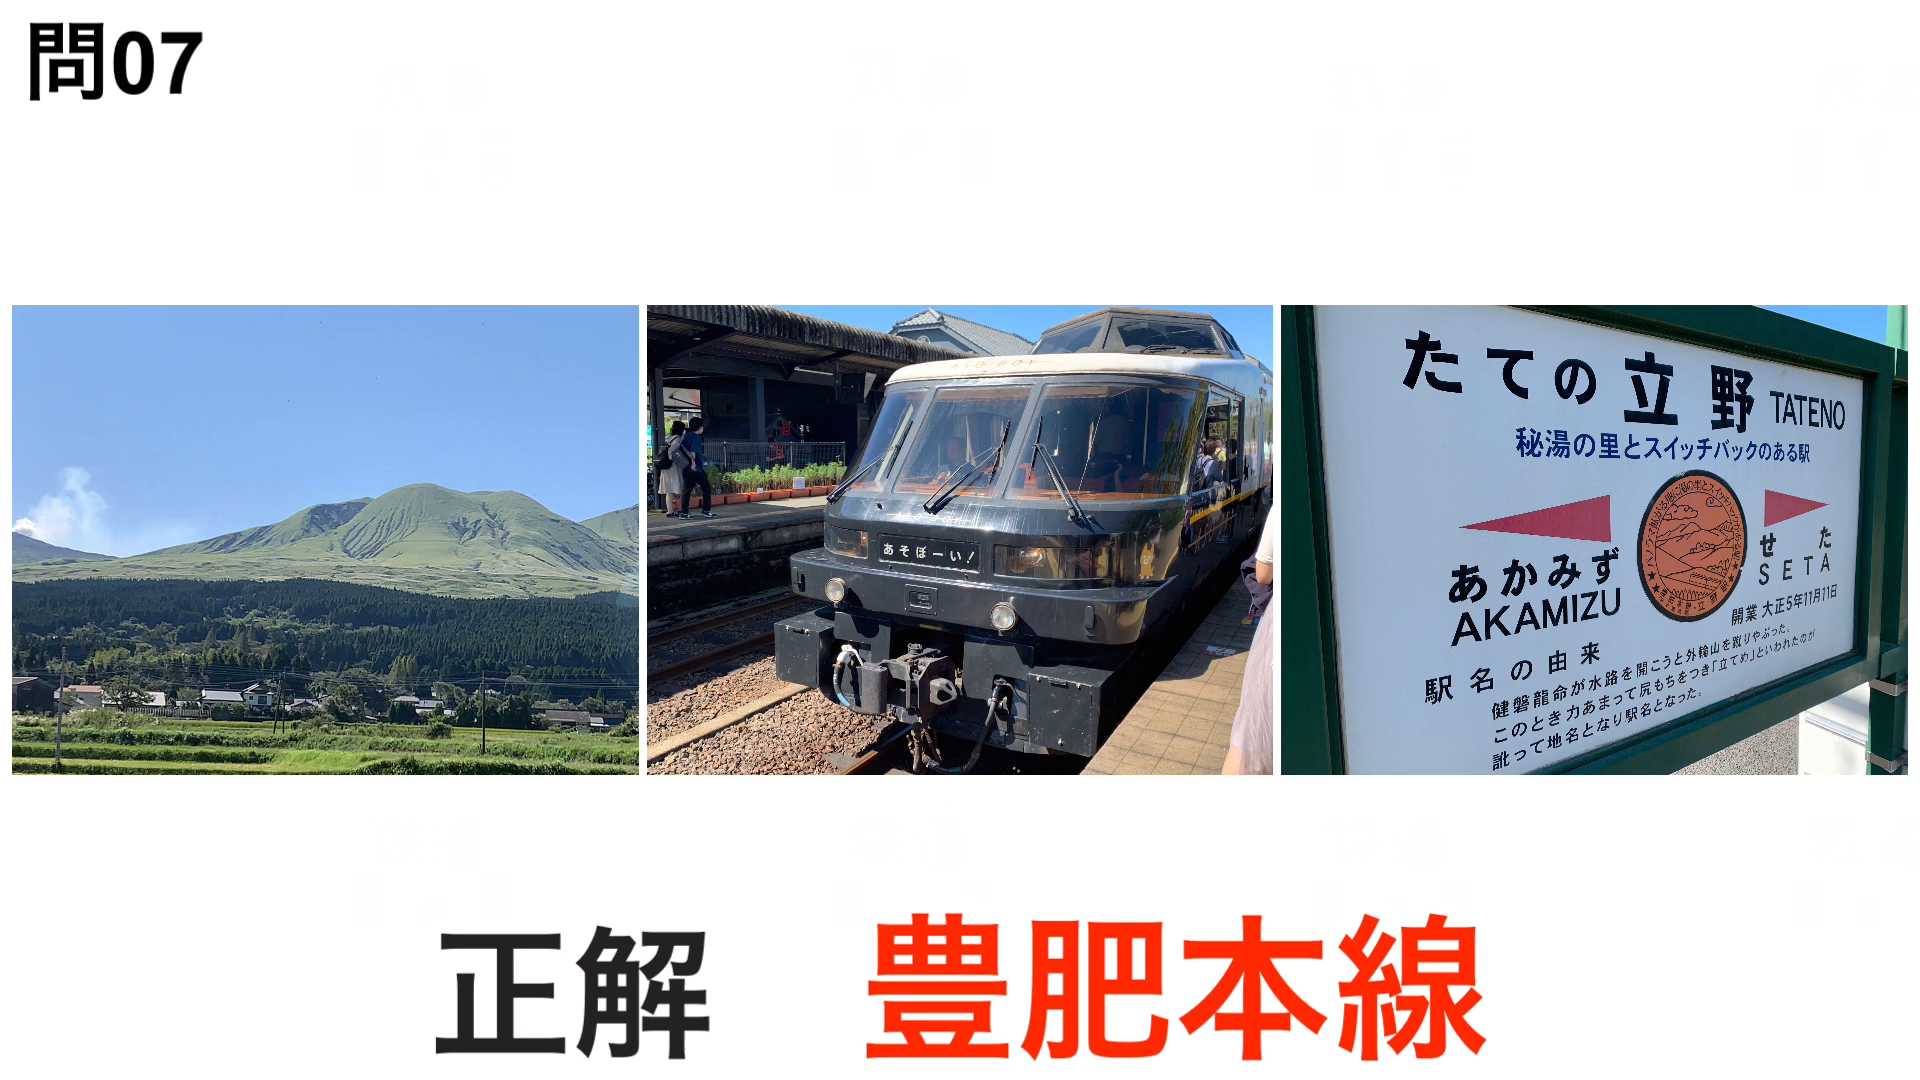 問07
あそぼーい!
たての 立野 TATENO
秘湯の里とスイッチバックのある駅
あかみず
AKAMIZU
せた
SETA
開業 大正5年11月11日
駅名の由来
健磐龍命が水路を開こうと外輪山を蹴りやぶった。
このとき力あまって尻もちをつき「立てめ」といわれたのが
訛って地名となり駅名となった。
正解 豊肥本線